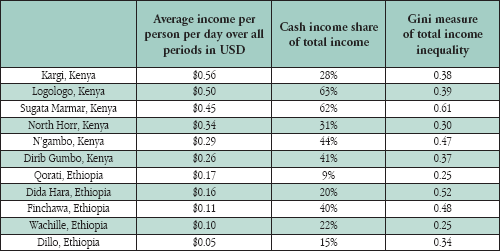 Average income per person per day over all periods in USD | Cash income share of total income | Gini measure of total income inequality
Kargi, Kenya $0.56 28% 0.38
Logologo, Kenya $0.50 63% 0.39
Sugata Marmar, Kenya $0.45 62% 0.61
North Horr, Kenya $0.34 31% 0.30
N'gambo, Kenya $0.29 44% 0.47
Dirib Gumbo, Kenya $0.26 41% 0.37
Qorati, Ethiopia $0.17 9% 0.25
Dida Hara, Ethiopia $0.16 20% 0.52
Finchawa, Ethiopia $0.11 40% 0.48
Wachille, Ethiopia $0.10 22% 0.25
Dillo, Ethiopia $0.05 15% 0.34